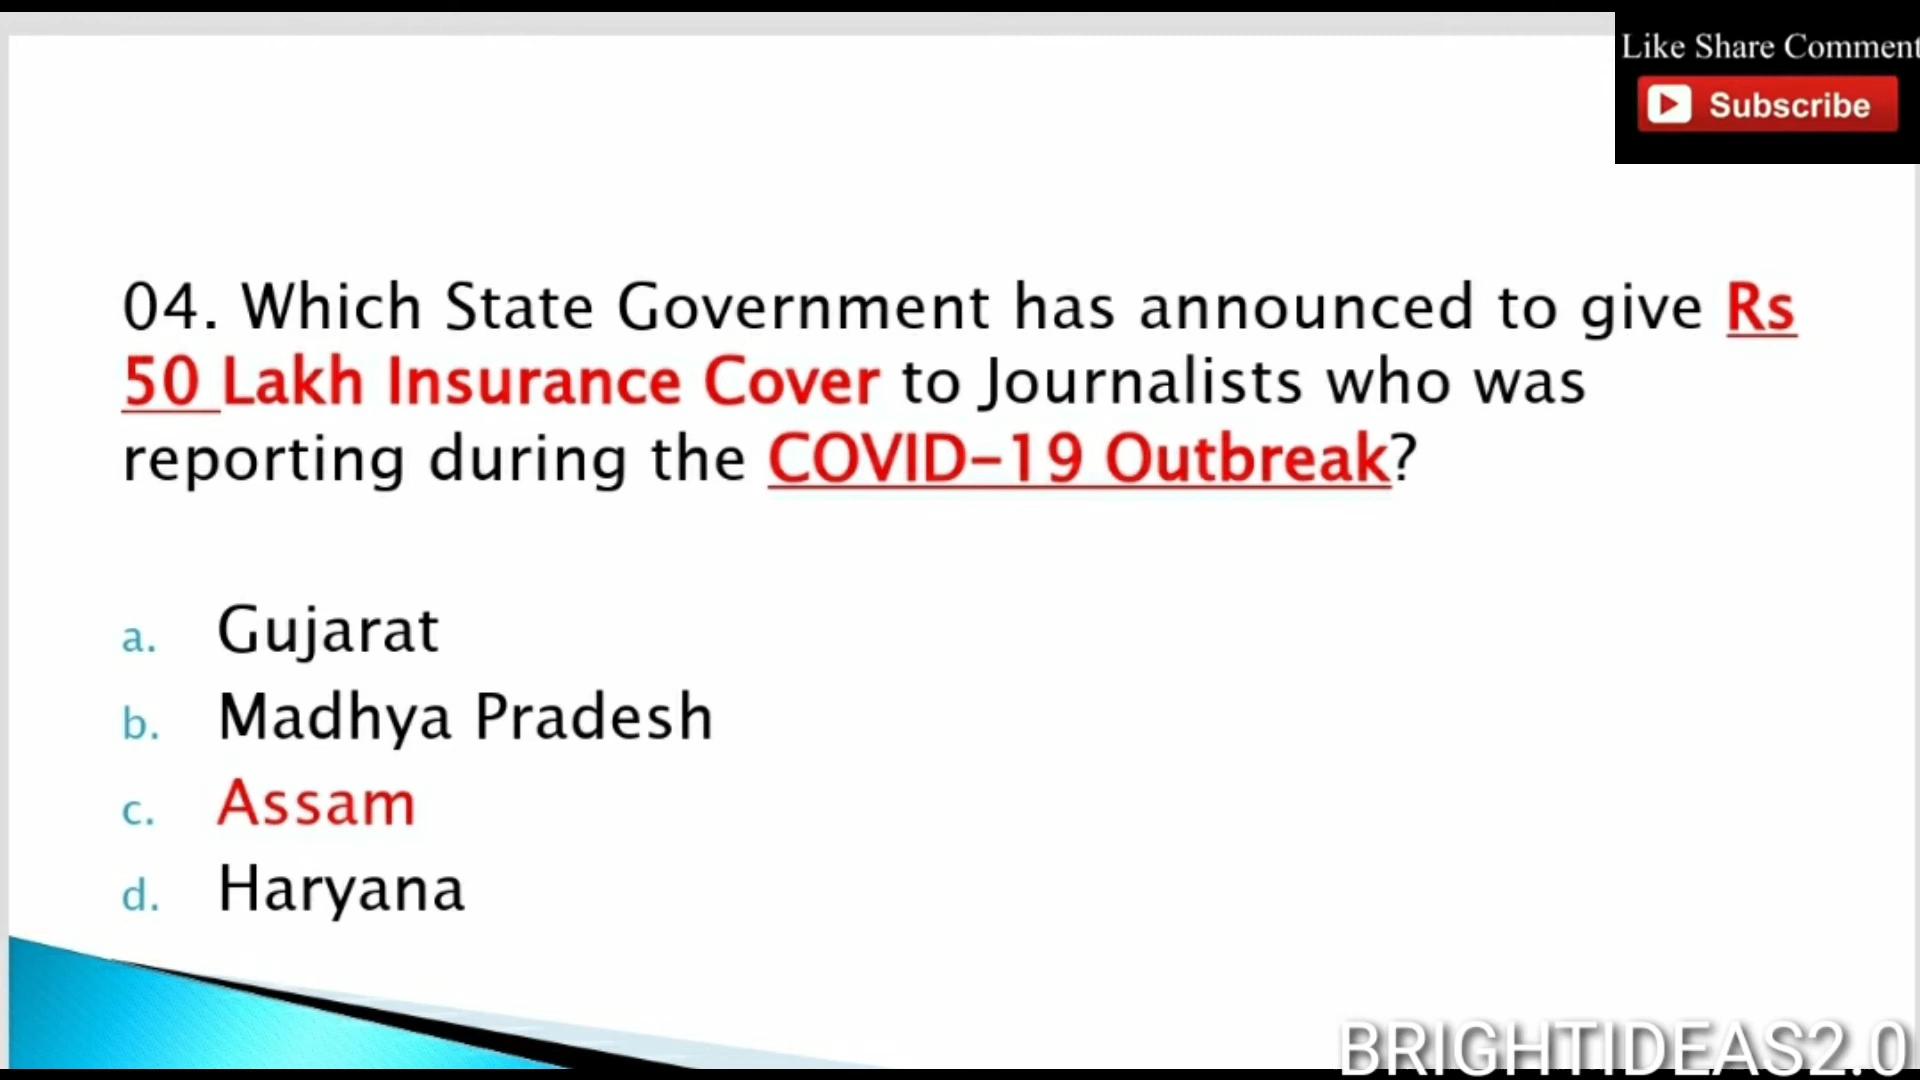 Like Share Comment
Subscribe
04. Which State Government has announced to give Rs
50 Lakh Insurance Cover to Journalists who was
reporting during the COVID-19 Outbreak?
a. Gujarat
b. Madhya Pradesh
c. Assam
d. Haryana
BRIGHTIDEAS2.0